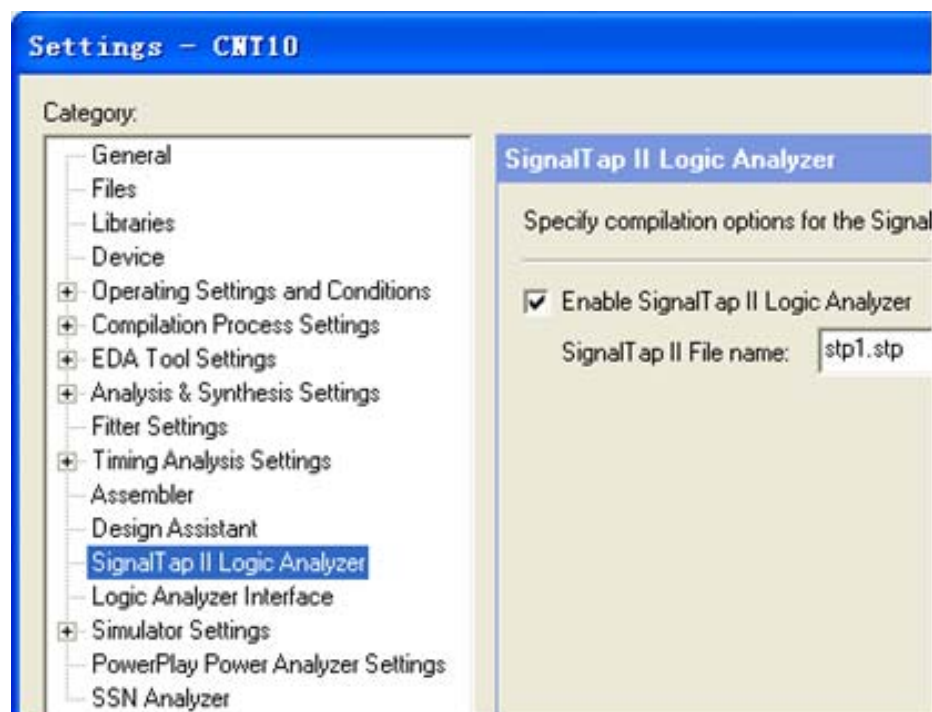 Settings - CNT10
Category:
General
Files
Libraries
Device
Operating Settings and Conditions
Compilation Process Settings
EDA Tool Settings
Analysis & Synthesis Settings
Fitter Settings
Timing Analysis Settings
Assembler
Design Assistant
SignalTap II Logic Analyzer
Logic Analyzer Interface
Simulator Settings
PowerPlay Power Analyzer Settings
SSN Analyzer
SignalTap II Logic Analyzer
Specify compilation options for the Signal
Enable SignalTap II Logic Analyzer
SignalTap II File name: stp1.stp